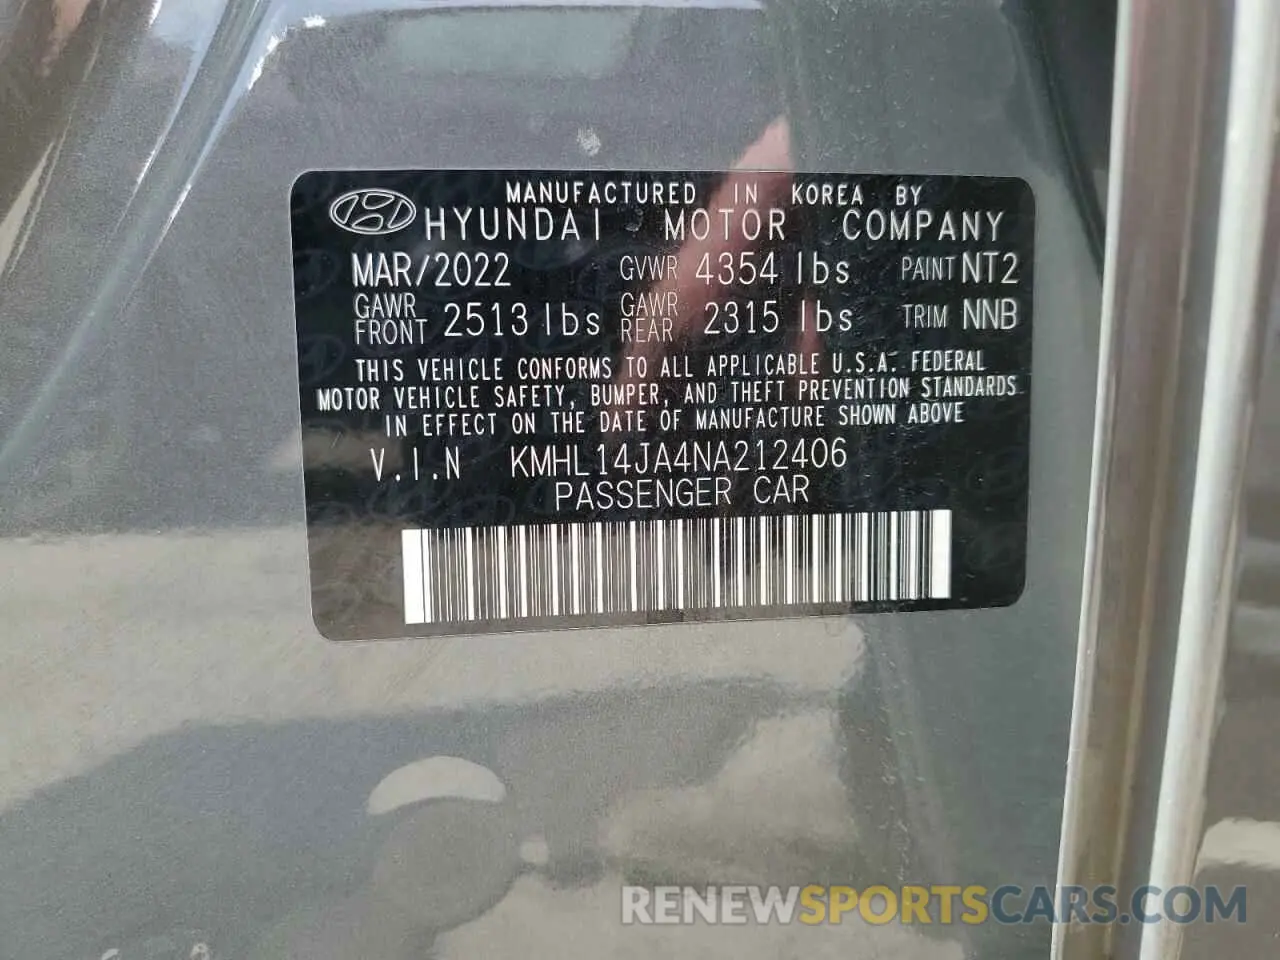 MANUFACTURED IN KOREA BY
HYUNDAI MOTOR COMPANY
MAR/2022 GVWR 4354 lbs PAINT NT2
GAWR FRONT 2513 lbs GAWR REAR 2315 lbs TRIM NNB
THIS VEHICLE CONFORMS TO ALL APPLICABLE U.S.A. FEDERAL
MOTOR VEHICLE SAFETY, BUMPER, AND THEFT PREVENTION STANDARDS
IN EFFECT ON THE DATE OF MANUFACTURE SHOWN ABOVE
V.I.N KMHL14JA4NA212406
PASSENGER CAR
RENEWSPORTSCARS.COM